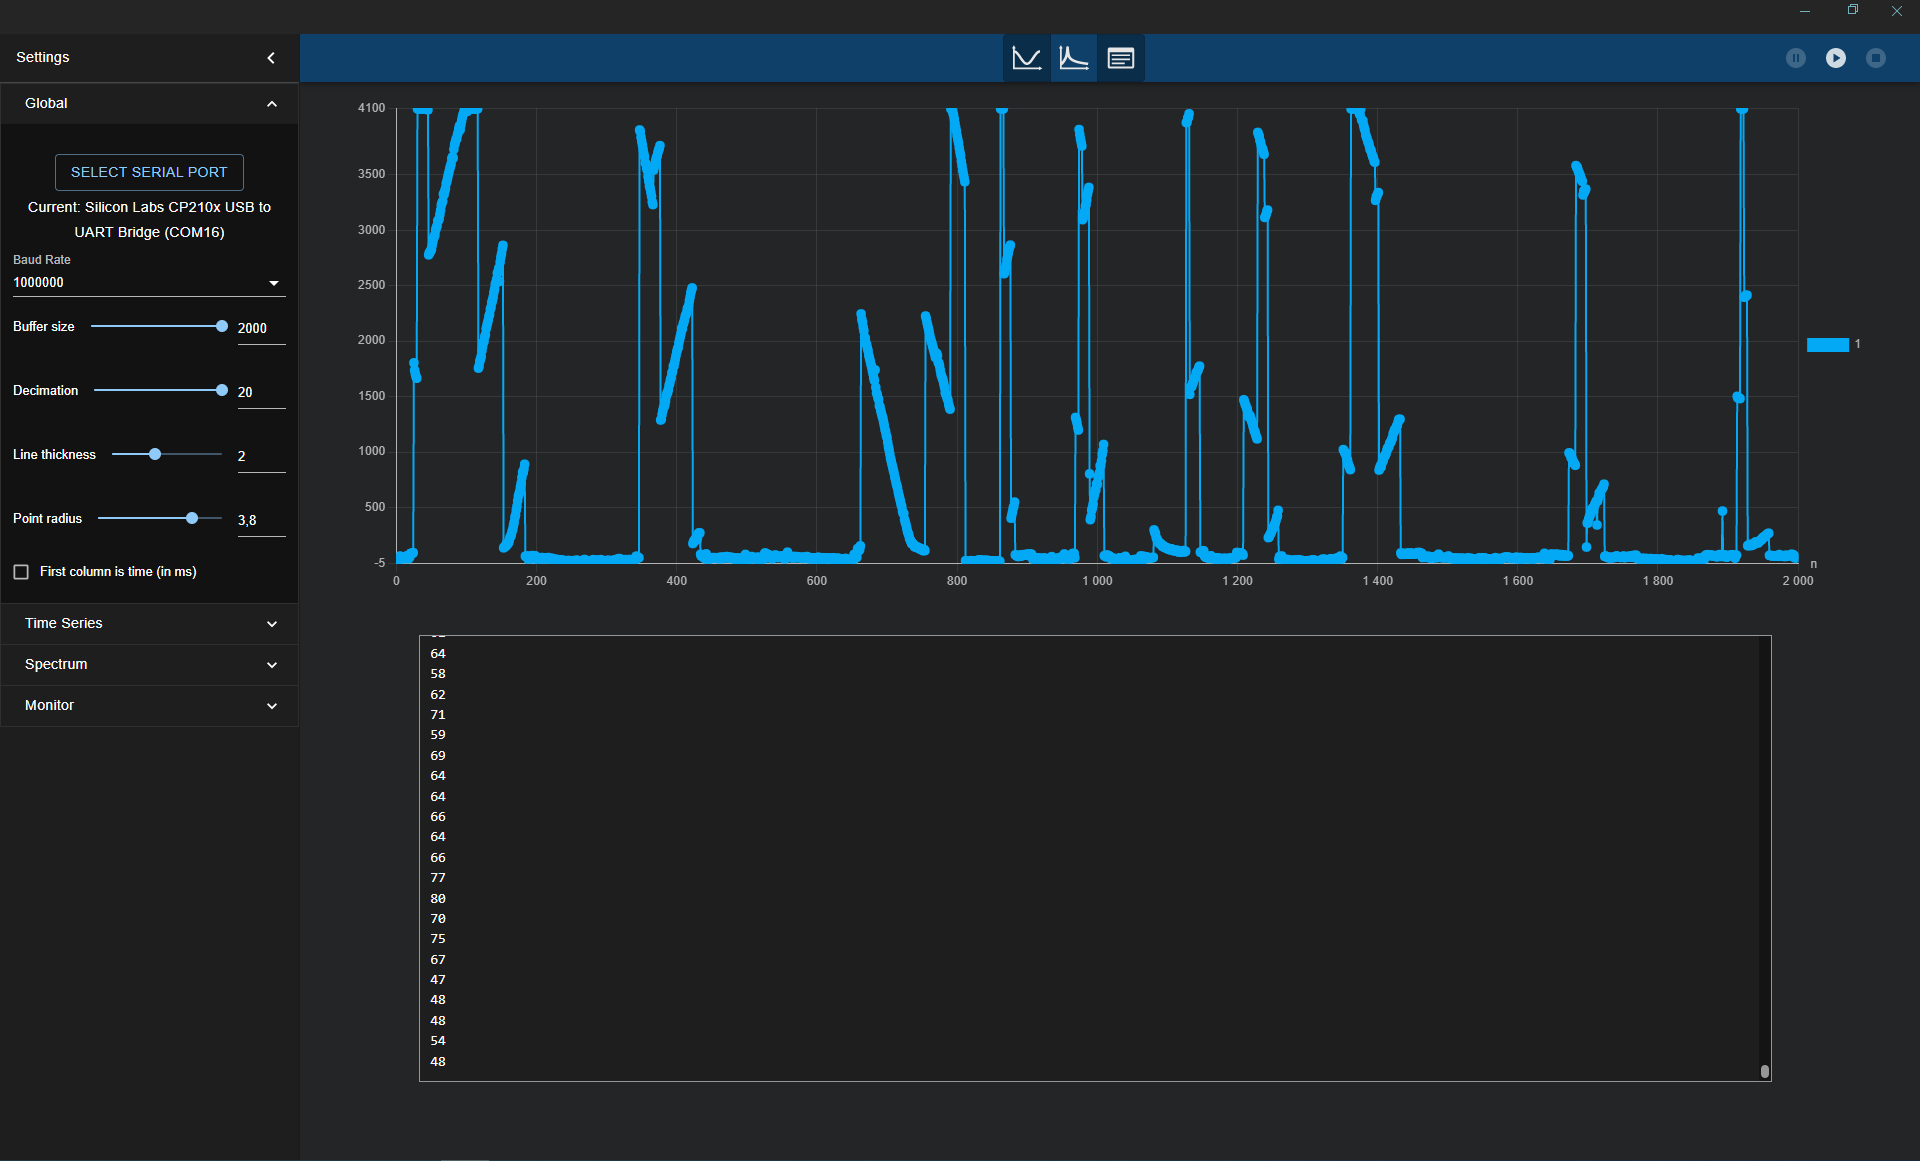 Settings
Global
SELECT SERIAL PORT
Current: Silicon Labs CP210x USB to
UART Bridge (COM16)
Baud Rate
1000000
Buffer size 2000
Decimation 20
Line thickness 2
Point radius 3,8
First column is time (in ms)
Time Series
Spectrum
Monitor
4100
3500
3000
2500
2000
1500
1000
500
-5
0 200 400 600 800 1 000 1 200 1 400 1 600 1 800 2 000
n
1
64
58
62
71
59
69
64
64
66
64
66
77
80
70
75
67
47
48
48
54
48